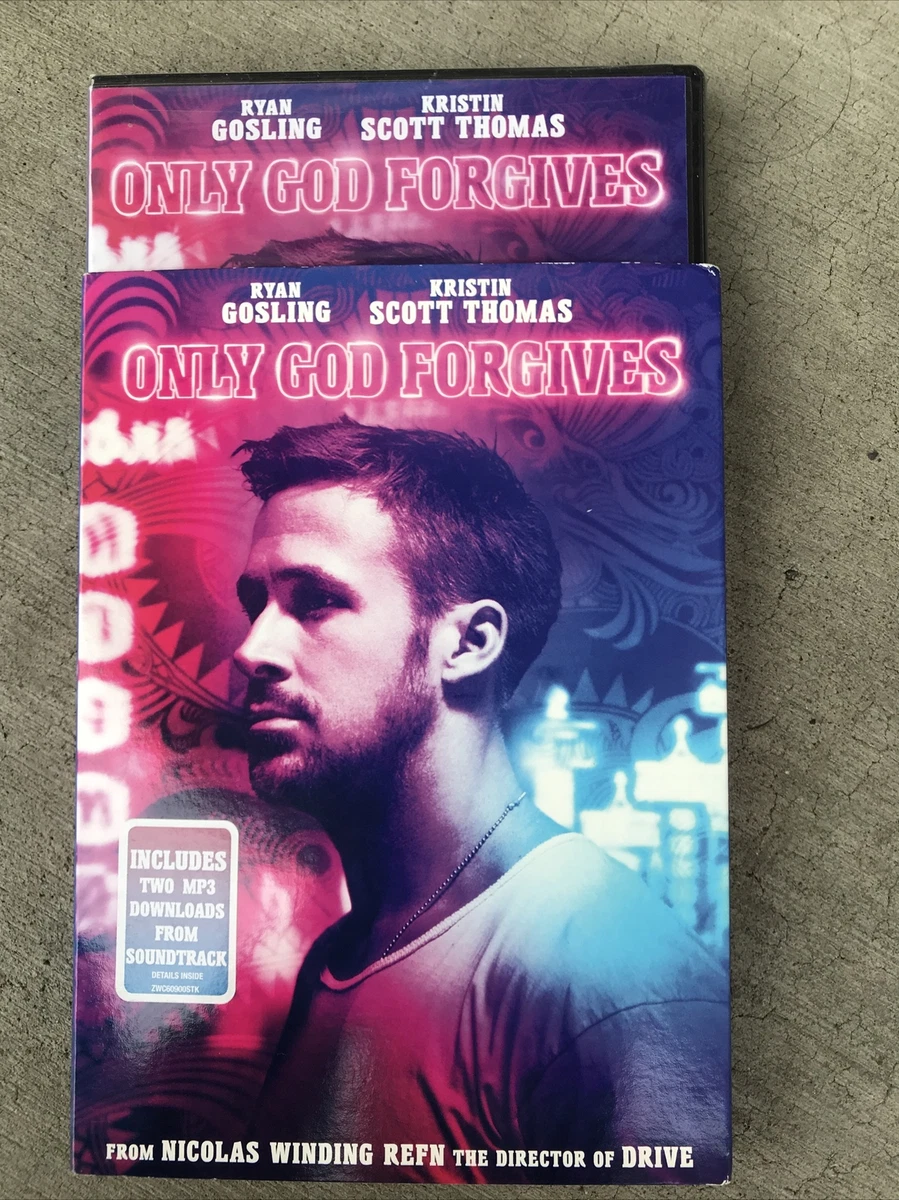 RYAN KRISTIN
GOSLING SCOTT THOMAS
ONLY GOD FORGIVES
RYAN KRISTIN
GOSLING SCOTT THOMAS
ONLY GOD FORGIVES
INCLUDES
TWO MP3
DOWNLOADS
FROM
SOUNDTRACK
DETAILS INSIDE
ZWC60900STK
FROM NICOLAS WINDING REFN THE DIRECTOR OF DRIVE